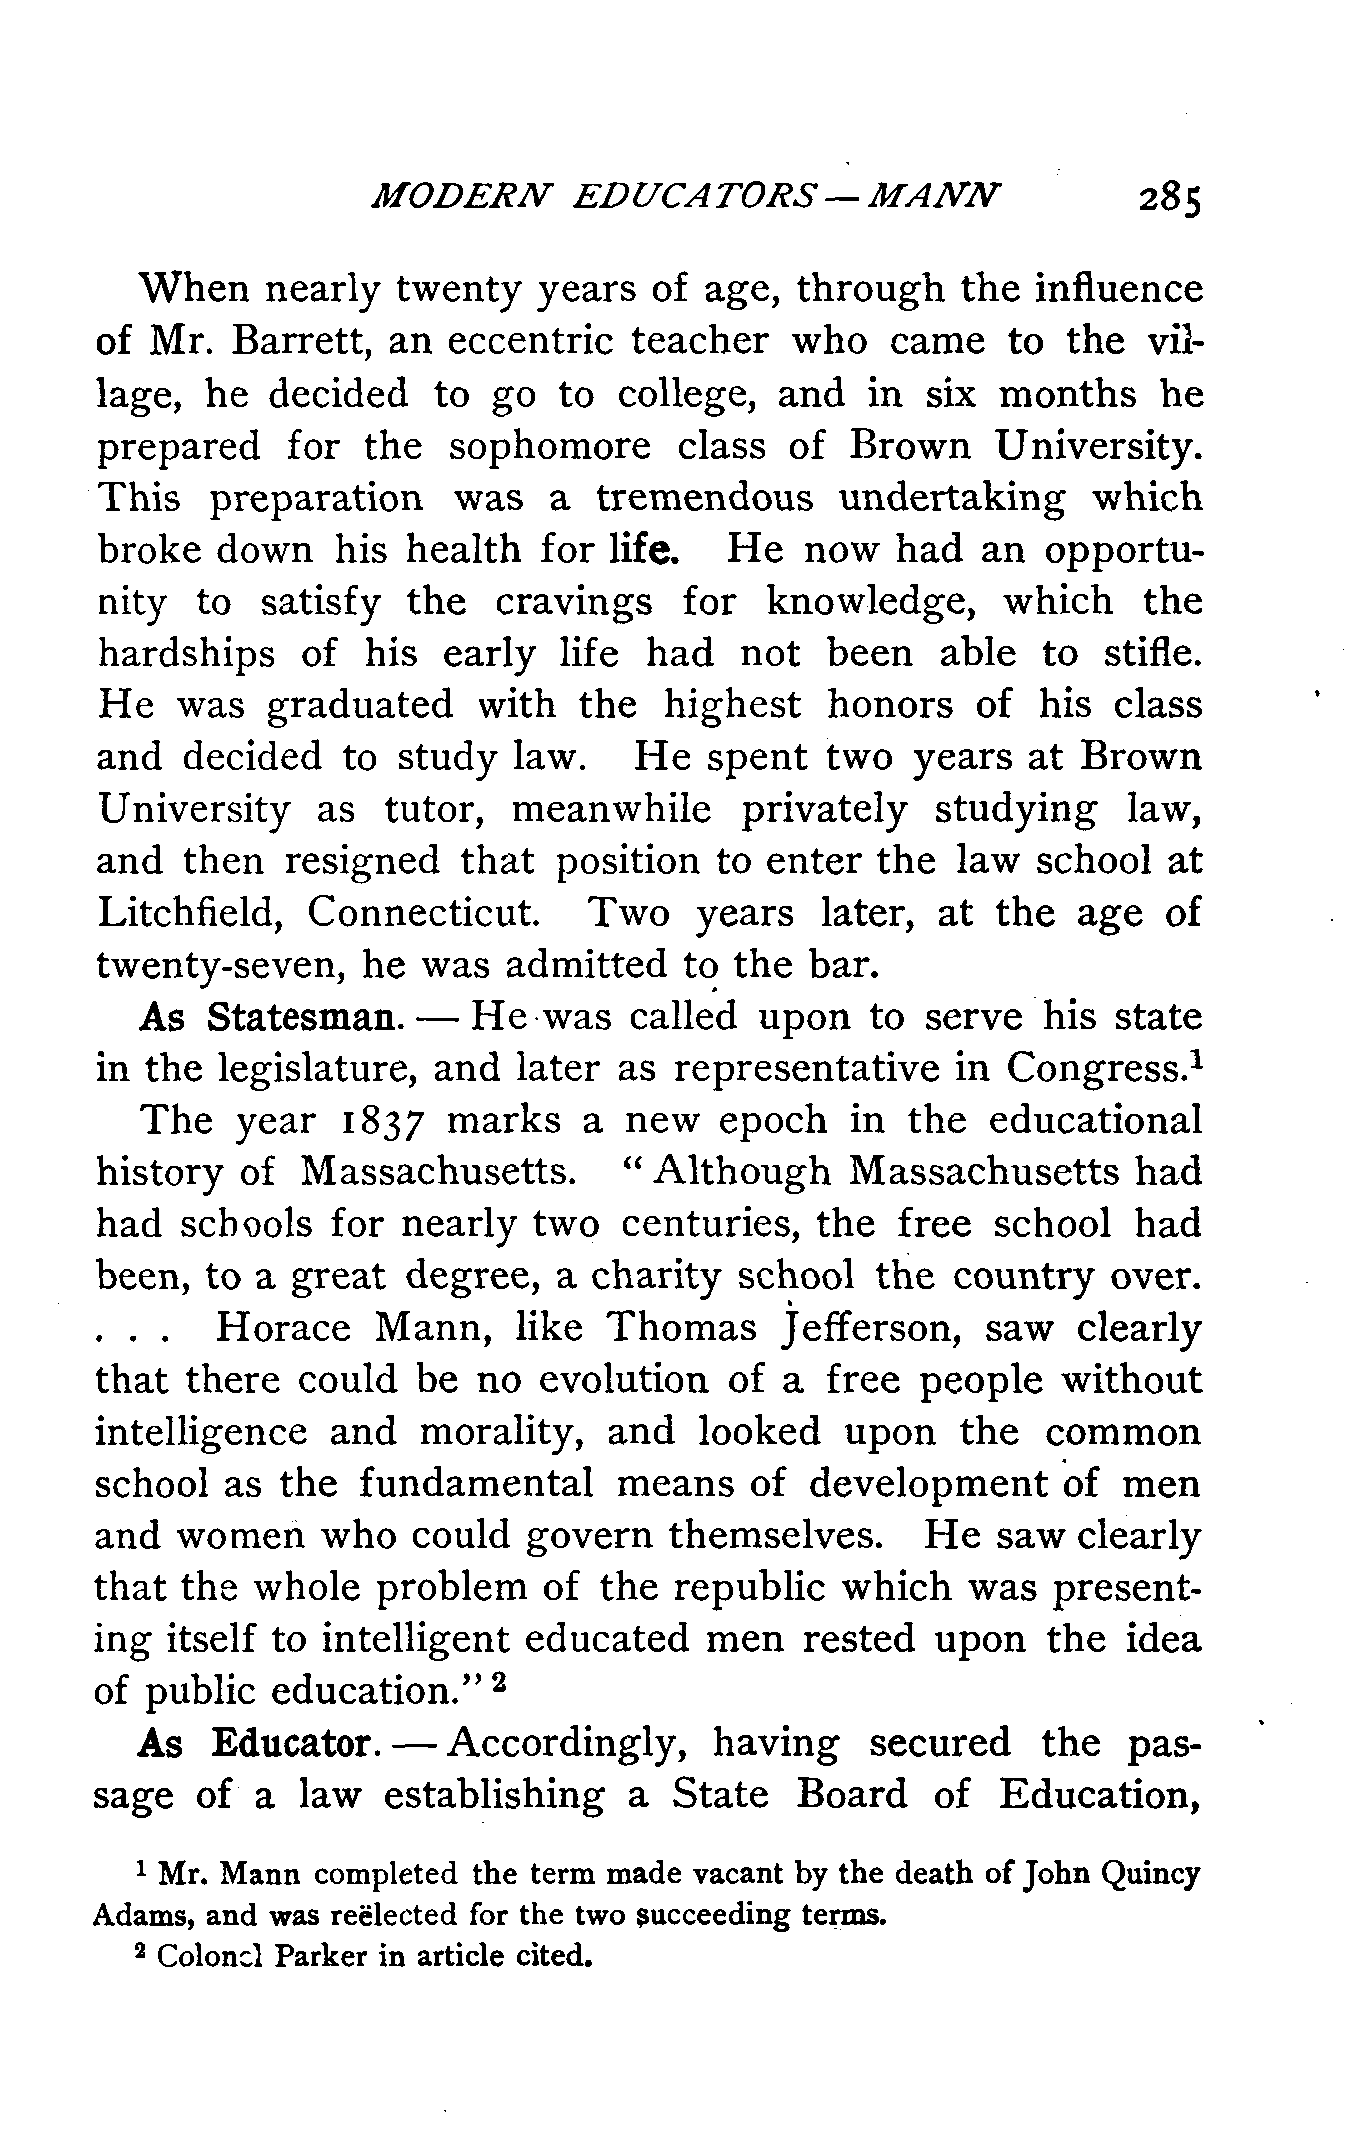 MODERN EDUCATORS — MANN 285
When nearly twenty years of age, through the influence
of Mr. Barrett, an eccentric teacher who came to the vil-
lage, he decided to go to college, and in six months he
prepared for the sophomore class of Brown University.
This preparation was a tremendous undertaking which
broke down his health for life. He now had an opportu-
nity to satisfy the cravings for knowledge, which the
hardships of his early life had not been able to stifle.
He was graduated with the highest honors of his class
and decided to study law. He spent two years at Brown
University as tutor, meanwhile privately studying law,
and then resigned that position to enter the law school at
Litchfield, Connecticut. Two years later, at the age of
twenty-seven, he was admitted to the bar.
As Statesman. — He was called upon to serve his state
in the legislature, and later as representative in Congress.¹
The year 1837 marks a new epoch in the educational
history of Massachusetts. “ Although Massachusetts had
had schools for nearly two centuries, the free school had
been, to a great degree, a charity school the country over.
. . . Horace Mann, like Thomas Jefferson, saw clearly
that there could be no evolution of a free people without
intelligence and morality, and looked upon the common
school as the fundamental means of development of men
and women who could govern themselves. He saw clearly
that the whole problem of the republic which was present-
ing itself to intelligent educated men rested upon the idea
of public education.” ²
As Educator. — Accordingly, having secured the pas-
sage of a law establishing a State Board of Education,
¹ Mr. Mann completed the term made vacant by the death of John Quincy
Adams, and was reëlected for the two succeeding terms.
² Colonel Parker in article cited.